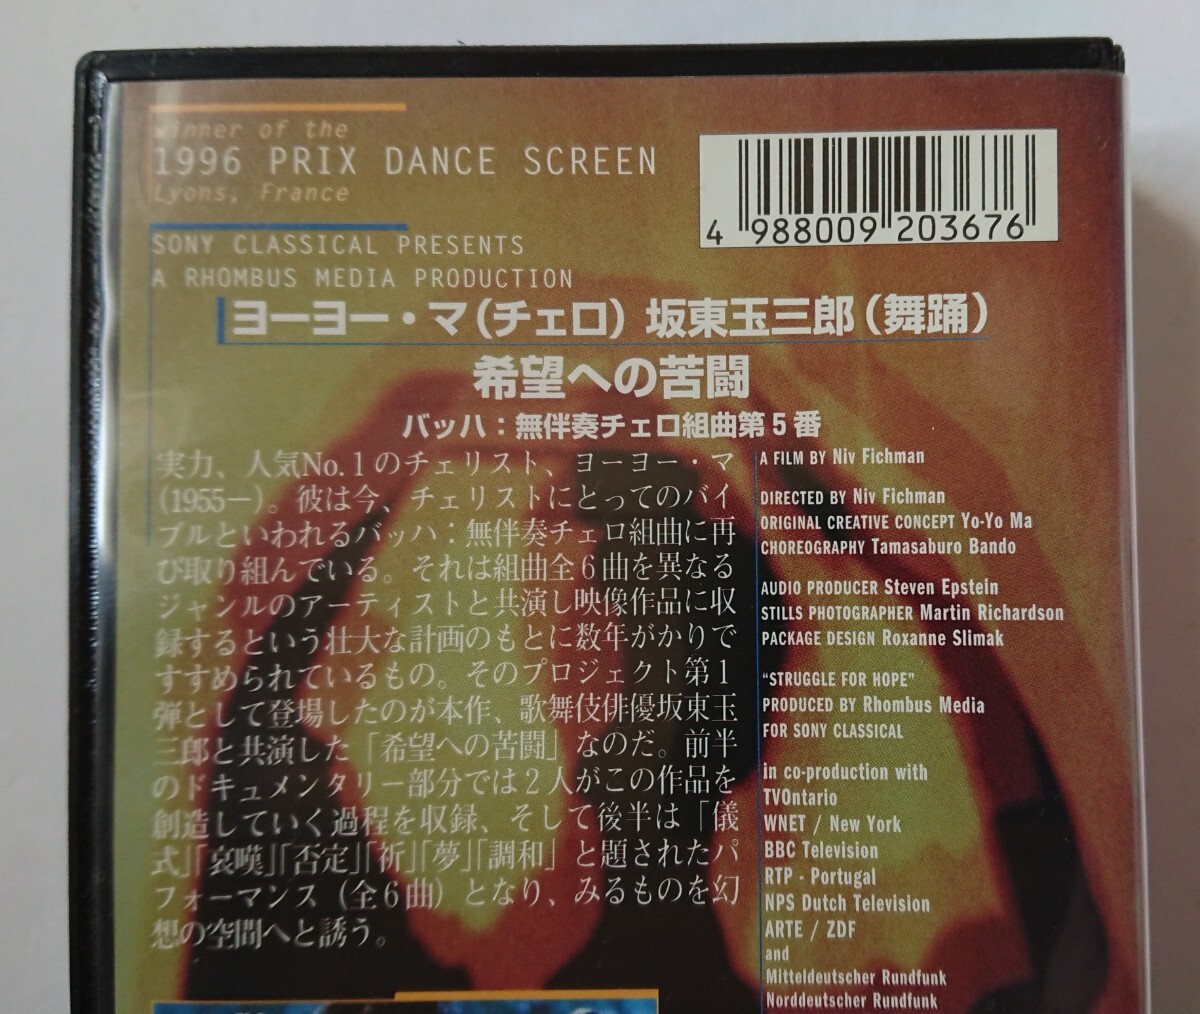 Winner of the
1996 PRIX DANCE SCREEN
Lyons, France
4 988009 203676
SONY CLASSICAL PRESENTS
A RHOMBUS MEDIA PRODUCTION
ヨーヨー・マ(チェロ) 坂東玉三郎(舞踊)
希望への苦闘
バッハ:無伴奏チェロ組曲第5番
実力、人気No.1のチェリスト、ヨーヨー・マ
(1955−)。彼は今、チェリストにとってのバイ
ブルといわれるバッハ:無伴奏チェロ組曲に再
び取り組んでいる。それは組曲全6曲を異なる
ジャンルのアーティストと共演し映像作品に収
録するという壮大な計画のもとに数年がかりで
すすめられているもの。そのプロジェクト第1
弾として登場したのが本作、歌舞伎俳優坂東玉
三郎と共演した「希望への苦闘」なのだ。前半
のドキュメンタリー部分では2人がこの作品を
創造していく過程を収録、そして後半は「儀
式」「哀嘆」「否定」「祈」「夢」「調和」と題されたパ
フォーマンス(全6曲)となり、みるものを幻
想の空間へと誘う。
A FILM BY Niv Fichman
DIRECTED BY Niv Fichman
ORIGINAL CREATIVE CONCEPT Yo-Yo Ma
CHOREOGRAPHY Tamasaburo Bando
AUDIO PRODUCER Steven Epstein
STILLS PHOTOGRAPHER Martin Richardson
PACKAGE DESIGN Roxanne Slimak
"STRUGGLE FOR HOPE"
PRODUCED BY Rhombus Media
FOR SONY CLASSICAL
in co-production with
TVOntario
WNET / New York
BBC Television
RTP - Portugal
NPS Dutch Television
ARTE / ZDF
and
Mitteldeutscher Rundfunk
Norddeutscher Rundfunk